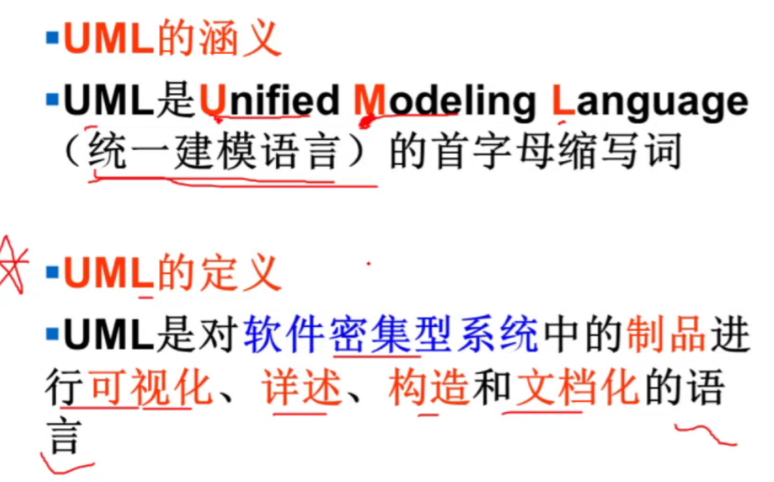 UML的涵义
UML是Unified Modeling Language
（统一建模语言）的首字母缩写词
UML的定义
UML是对软件密集型系统中的制品进
行可视化、详述、构造和文档化的语
言